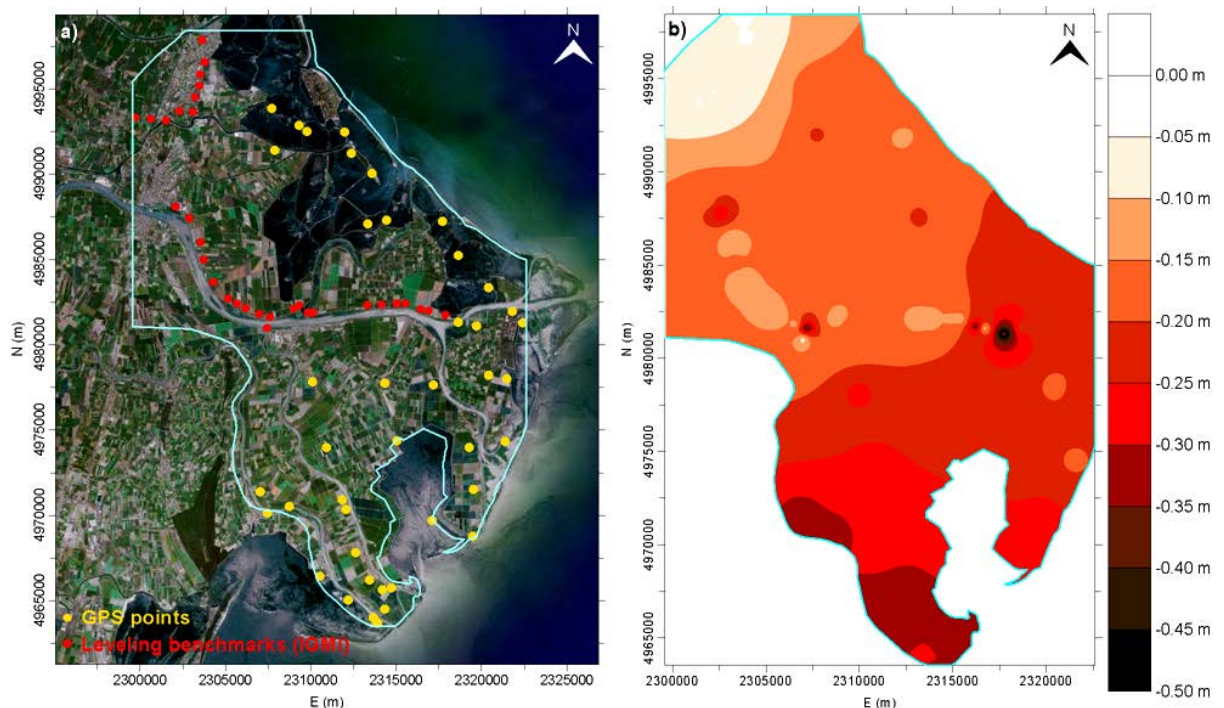 a)
N
GPS points
Leveling benchmarks (IGMI)
N (m)
4995000
4990000
4985000
4980000
4975000
4970000
4965000
2300000 2305000 2310000 2315000 2320000 2325000
E (m)
b)
N
N (m)
4995000
4990000
4985000
4980000
4975000
4970000
4965000
2300000 2305000 2310000 2315000 2320000
E (m)
0.00 m
-0.05 m
-0.10 m
-0.15 m
-0.20 m
-0.25 m
-0.30 m
-0.35 m
-0.40 m
-0.45 m
-0.50 m